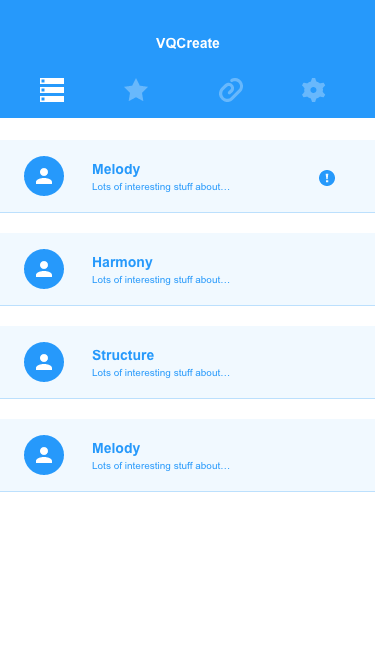 VQCreate
Melody
Lots of interesting stuff about...
!
Harmony
Lots of interesting stuff about...
Structure
Lots of interesting stuff about...
Melody
Lots of interesting stuff about...